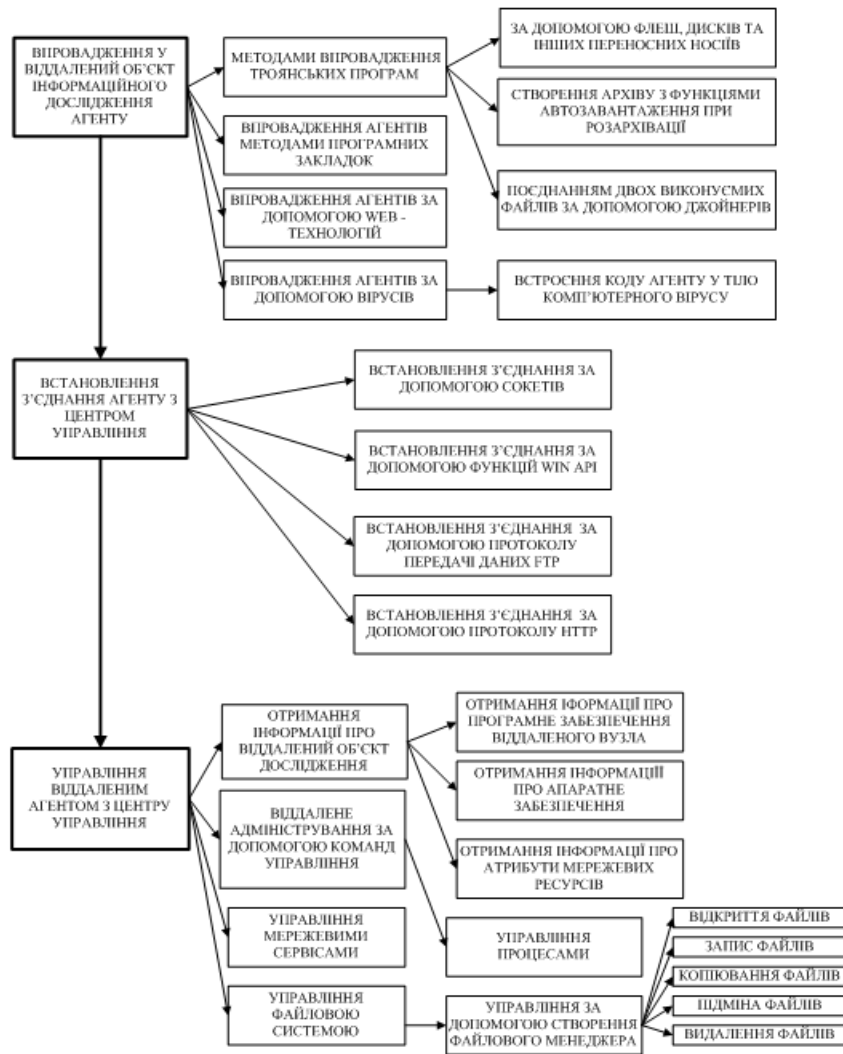 ВПРОВАДЖЕННЯ У
ВІДДАЛЕНИЙ ОБ'ЄКТ
ІНФОРМАЦІЙНОГО
ДОСЛІДЖЕННЯ
АГЕНТУ
МЕТОДАМИ ВПРОВАДЖЕННЯ
ТРОЯНСЬКИХ ПРОГРАМ
ЗА ДОПОМОГОЮ ФЛЕШ, ДИСКІВ ТА
ІНШИХ ПЕРЕНОСНИХ НОСІЇВ
СТВОРЕННЯ АРХІВУ З ФУНКЦІЯМИ
АВТОЗАВАНТАЖЕННЯ ПРИ
РОЗАРХІВАЦІЇ
ПОЄДНАННЯМ ДВОХ ВИКОНУЄМИХ
ФАЙЛІВ ЗА ДОПОМОГОЮ ДЖОЙНЕРІВ
ВПРОВАДЖЕННЯ АГЕНТІВ
МЕТОДАМИ ПРОГРАМНИХ
ЗАКЛАДОК
ВПРОВАДЖЕННЯ АГЕНТІВ ЗА
ДОПОМОГОЮ WEB -
ТЕХНОЛОГІЙ
ВПРОВАДЖЕННЯ АГЕНТІВ ЗА
ДОПОМОГОЮ ВІРУСІВ
ВСТРОЄННЯ КОДУ АГЕНТУ У ТІЛО
КОМП'ЮТЕРНОГО ВІРУСУ
ВСТАНОВЛЕННЯ
З'ЄДНАННЯ АГЕНТУ З
ЦЕНТРОМ
УПРАВЛІННЯ
ВСТАНОВЛЕННЯ З'ЄДНАННЯ ЗА
ДОПОМОГОЮ СОКЕТІВ
ВСТАНОВЛЕННЯ З'ЄДНАННЯ ЗА
ДОПОМОГОЮ ФУНКЦІЙ WIN API
ВСТАНОВЛЕННЯ З'ЄДНАННЯ ЗА
ДОПОМОГОЮ ПРОТОКОЛУ
ПЕРЕДАЧІ ДАНИХ FTP
ВСТАНОВЛЕННЯ З'ЄДНАННЯ ЗА
ДОПОМОГОЮ ПРОТОКОЛУ HTTP
УПРАВЛІННЯ
ВІДДАЛЕНИМ
АГЕНТОМ З ЦЕНТРУ
УПРАВЛІННЯ
ОТРИМАННЯ
ІНФОРМАЦІЇ ПРО
ВІДДАЛЕНИЙ ОБ'ЄКТ
ДОСЛІДЖЕННЯ
ОТРИМАННЯ ІФОРМАЦІЇ ПРО
ПРОГРАМНЕ ЗАБЕЗПЕЧЕННЯ
ВІДДАЛЕНОГО ВУЗЛА
ОТРИМАННЯ ІНФОРМАЦІЇЇ
ПРО АПАРАТНЕ
ЗАБЕЗПЕЧЕННЯ
ОТРИМАННЯ ІНФОРМАЦІЇ ПРО
АТРИБУТИ МЕРЕЖЕВИХ
РЕСУРСІВ
ВІДДАЛЕНЕ
АДМІНІСТРУВАННЯ ЗА
ДОПОМОГОЮ КОМАНД
УПРАВЛІННЯ
УПРАВЛІННЯ
ПРОЦЕСАМИ
УПРАВЛІННЯ
МЕРЕЖЕВИМИ
СЕРВІСАМИ
УПРАВЛІННЯ
ФАЙЛОВОЮ
СИСТЕМОЮ
УПРАВЛІННЯ ЗА
ДОПОМОГОЮ СТВОРЕННЯ
ФАЙЛОВОГО МЕНЕДЖЕРА
ВІДКРИТТЯ ФАЙЛІВ
ЗАПИС ФАЙЛІВ
КОПІЮВАННЯ ФАЙЛІВ
ПІДМІНА ФАЙЛІВ
ВИДАЛЕННЯ ФАЙЛІВ